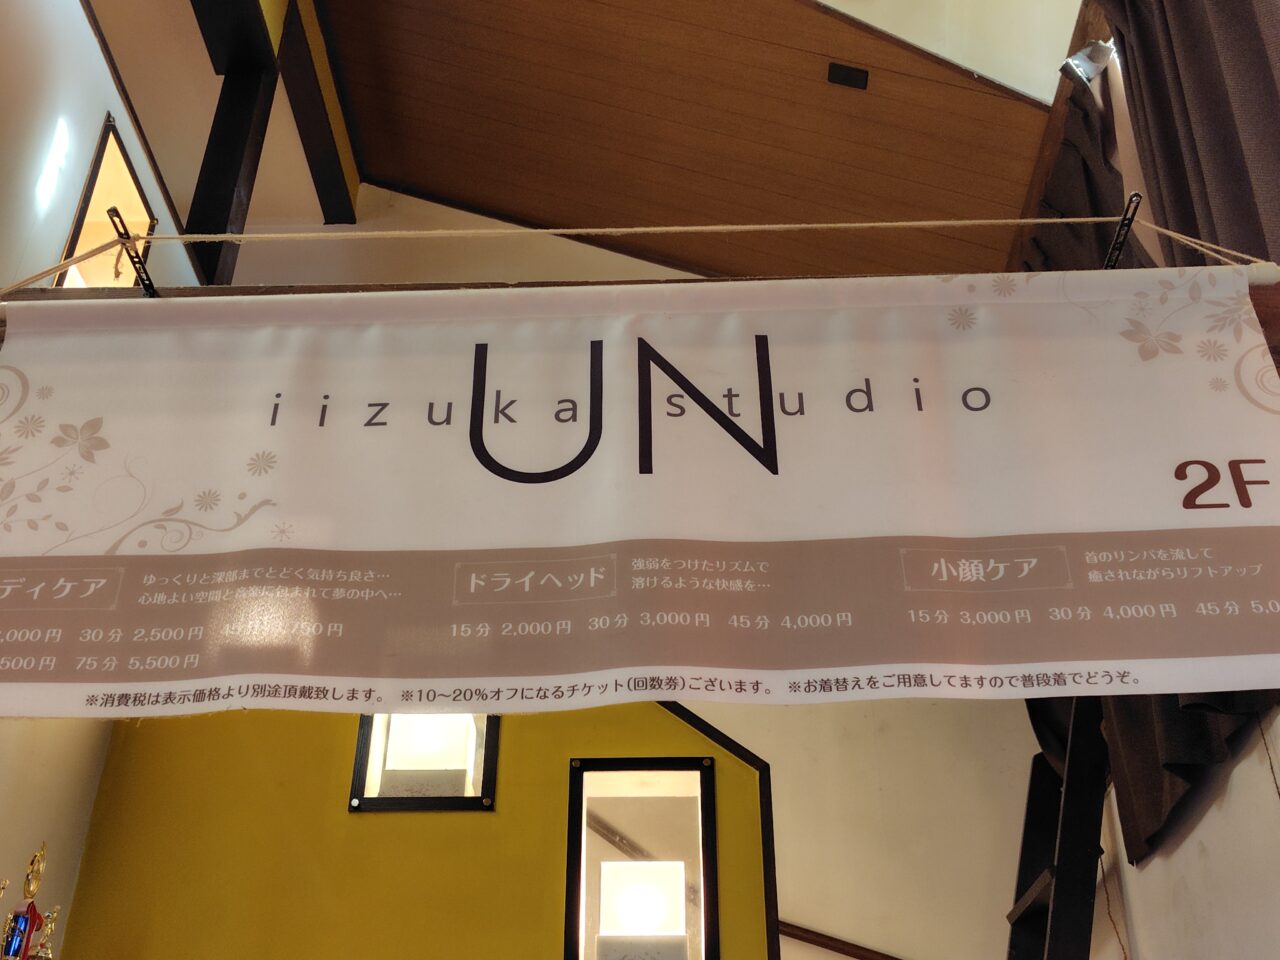 UN
iizuka studio
2F
ディケア
ゆっくりと深部までとどく気持ち良さ…
心地よい空間と音楽に包まれて夢の中へ…
,000円 30分 2,500円 45分 750円
500円 75分 5,500円
ドライヘッド
強弱をつけたリズムで
溶けるような快感を…
15分 2,000円 30分 3,000円 45分 4,000円
小顔ケア
首のリンパを流して
癒されながらリフトアップ
15分 3,000円 30分 4,000円 45分 5,0
※消費税は表示価格より別途頂戴致します。 ※10〜20%オフになるチケット(回数券)ございます。 ※お着替えをご用意してますので普段着でどうぞ。